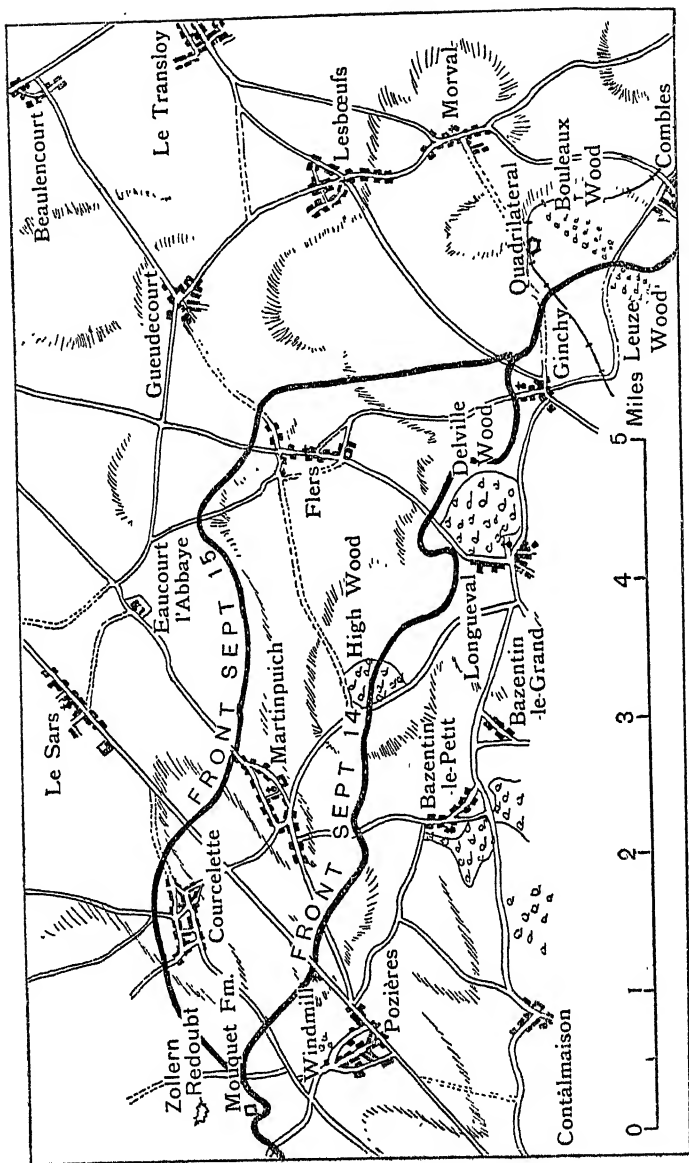 Beaulencourt
Le Transloy
Lesbœufs
Morval
Gueudecourt
Quadrilateral
Bouleaux
Wood
Combles
Ginchy
Leuze
Wood
Delville
Wood
Flers
Eaucourt
l'Abbaye
FRONT SEPT 15
High Wood
Longueval
Le Sars
Martinpuich
FRONT SEPT 14
Bazentin
-le-Grand
Bazentin
-le-Petit
Courcelette
Zollern
Redoubt
Mouquet Fm.
Windmill
Pozières
Contalmaison
0 1 2 3 4 5 Miles